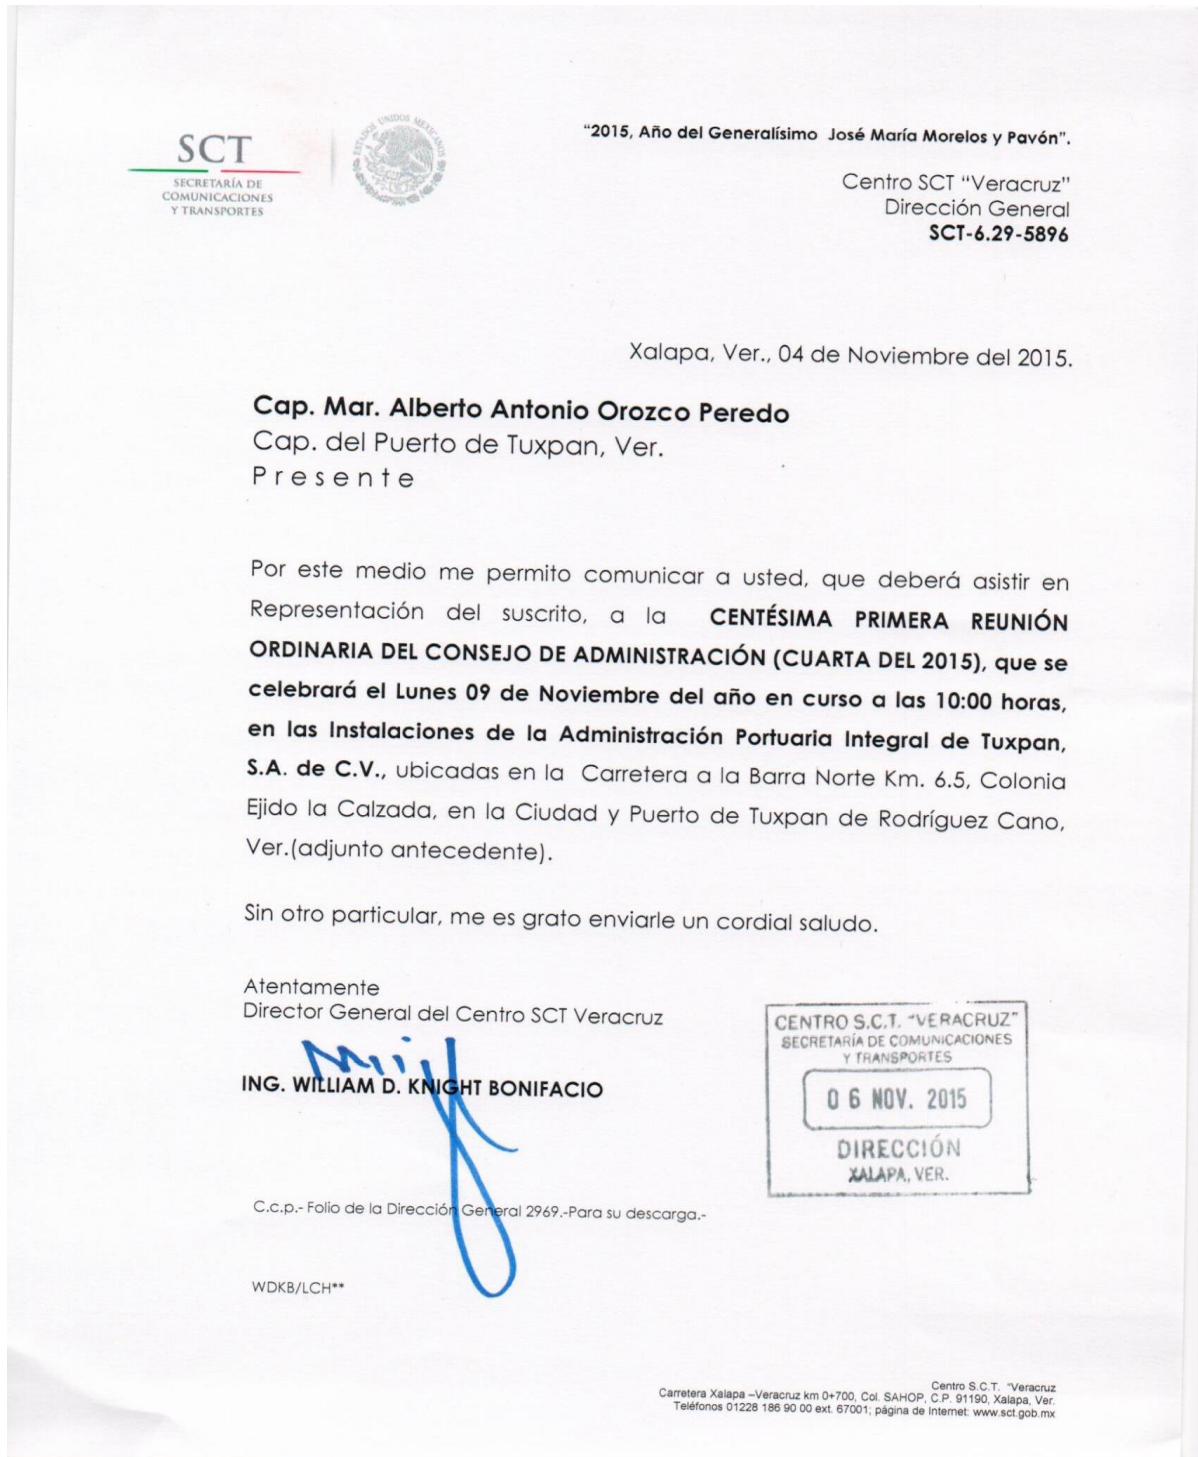 SCT
SECRETARÍA DE
COMUNICACIONES
Y TRANSPORTES
ESTADOS UNIDOS MEXICANOS
"2015, Año del Generalísimo José María Morelos y Pavón".
Centro SCT "Veracruz"
Dirección General
SCT-6.29-5896
Xalapa, Ver., 04 de Noviembre del 2015.
Cap. Mar. Alberto Antonio Orozco Peredo
Cap. del Puerto de Tuxpan, Ver.
P r e s e n t e
Por este medio me permito comunicar a usted, que deberá asistir en
Representación del suscrito, a la CENTÉSIMA PRIMERA REUNIÓN
ORDINARIA DEL CONSEJO DE ADMINISTRACIÓN (CUARTA DEL 2015), que se
celebrará el Lunes 09 de Noviembre del año en curso a las 10:00 horas,
en las Instalaciones de la Administración Portuaria Integral de Tuxpan,
S.A. de C.V., ubicadas en la Carretera a la Barra Norte Km. 6.5, Colonia
Ejido la Calzada, en la Ciudad y Puerto de Tuxpan de Rodríguez Cano,
Ver.(adjunto antecedente).
Sin otro particular, me es grato enviarle un cordial saludo.
Atentamente
Director General del Centro SCT Veracruz
ING. WILLIAM D. KNIGHT BONIFACIO
CENTRO S.C.T. "VERACRUZ"
SECRETARÍA DE COMUNICACIONES
Y TRANSPORTES
0 6 NOV. 2015
DIRECCIÓN
XALAPA, VER.
C.c.p.- Folio de la Dirección General 2969.-Para su descarga.-
WDKB/LCH**
Centro S.C.T. "Veracruz
Carretera Xalapa –Veracruz km 0+700, Col. SAHOP, C.P. 91190, Xalapa, Ver.
Teléfonos 01228 186 90 00 ext. 67001; página de Internet: www.sct.gob.mx